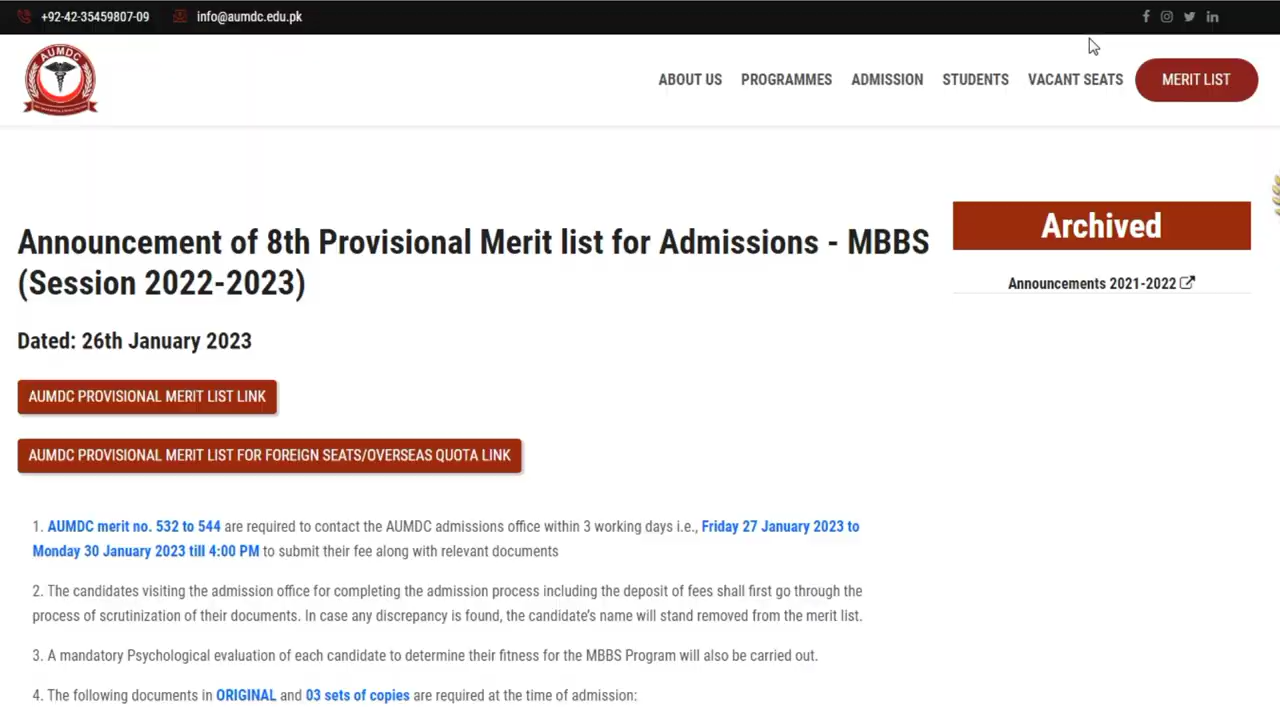 +92-42-35459807-09 info@aumdc.edu.pk
AUMDC
ABOUT US PROGRAMMES ADMISSION STUDENTS VACANT SEATS MERIT LIST
Archived
Announcements 2021-2022
Announcement of 8th Provisional Merit list for Admissions - MBBS
(Session 2022-2023)
Dated: 26th January 2023
AUMDC PROVISIONAL MERIT LIST LINK
AUMDC PROVISIONAL MERIT LIST FOR FOREIGN SEATS/OVERSEAS QUOTA LINK
1. AUMDC merit no. 532 to 544 are required to contact the AUMDC admissions office within 3 working days i.e., Friday 27 January 2023 to
Monday 30 January 2023 till 4:00 PM to submit their fee along with relevant documents
2. The candidates visiting the admission office for completing the admission process including the deposit of fees shall first go through the
process of scrutinization of their documents. In case any discrepancy is found, the candidate's name will stand removed from the merit list.
3. A mandatory Psychological evaluation of each candidate to determine their fitness for the MBBS Program will also be carried out.
4. The following documents in ORIGINAL and 03 sets of copies are required at the time of admission: